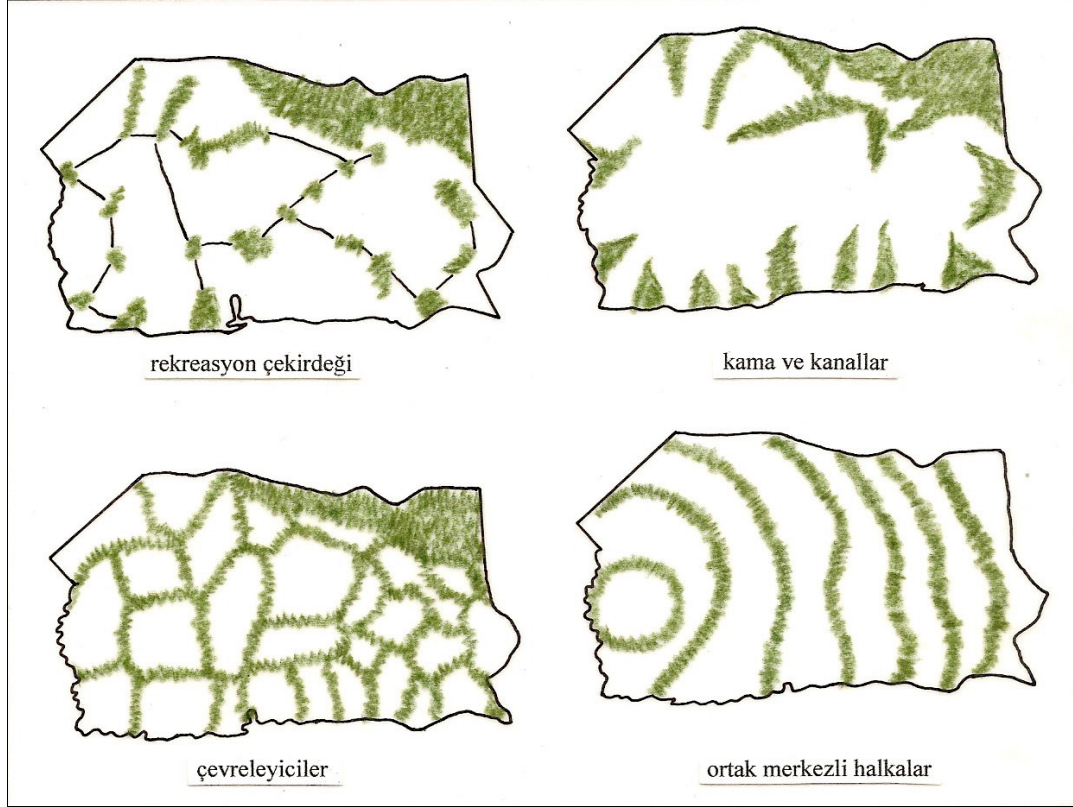 rekreasyon çekirdeği
kama ve kanallar
çevreleyiciler
ortak merkezli halkalar